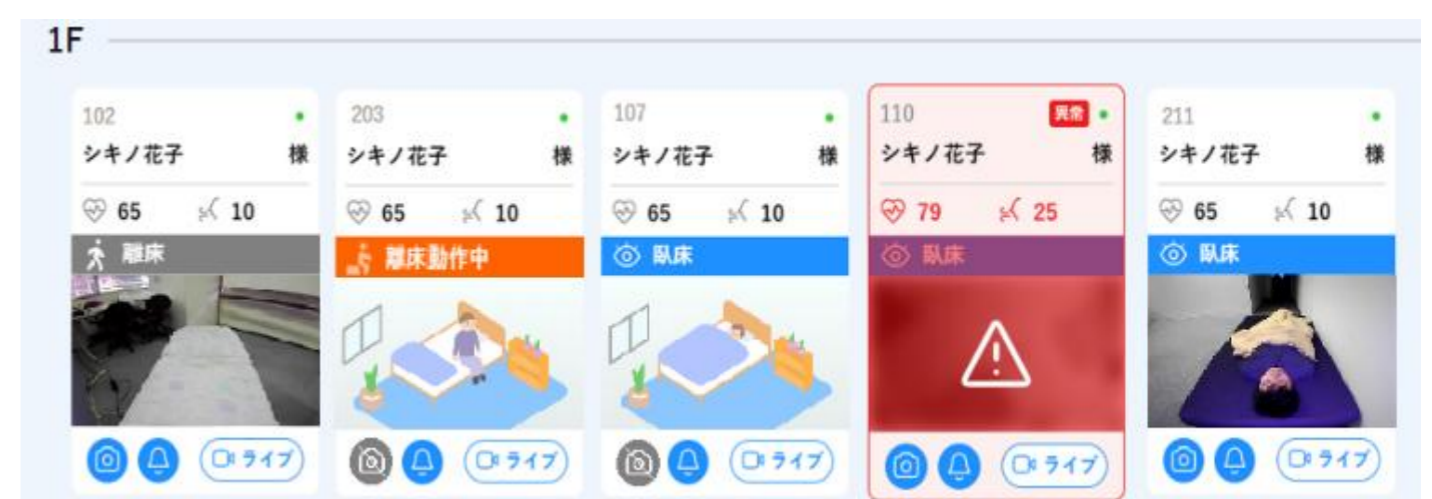 1F
102
シキノ花子 様
65 10
離床
ライブ
203
シキノ花子 様
65 10
離床動作中
ライブ
107
シキノ花子 様
65 10
臥床
ライブ
110 異常
シキノ花子 様
79 25
臥床
ライブ
211
シキノ花子 様
65 10
臥床
ライブ